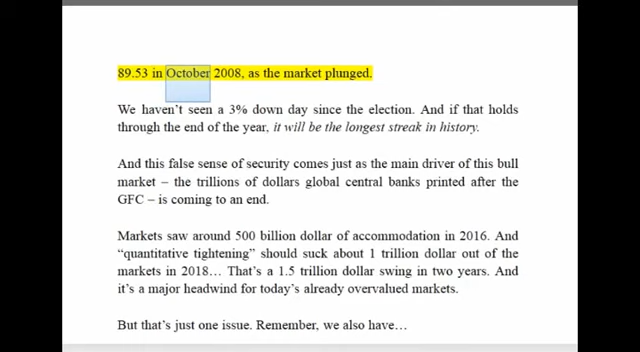 89.53 in October 2008, as the market plunged.
We haven't seen a 3% down day since the election. And if that holds
through the end of the year, it will be the longest streak in history.
And this false sense of security comes just as the main driver of this bull
market – the trillions of dollars global central banks printed after the
GFC – is coming to an end.
Markets saw around 500 billion dollar of accommodation in 2016. And
“quantitative tightening” should suck about 1 trillion dollar out of the
markets in 2018… That's a 1.5 trillion dollar swing in two years. And
it's a major headwind for today's already overvalued markets.
But that's just one issue. Remember, we also have…